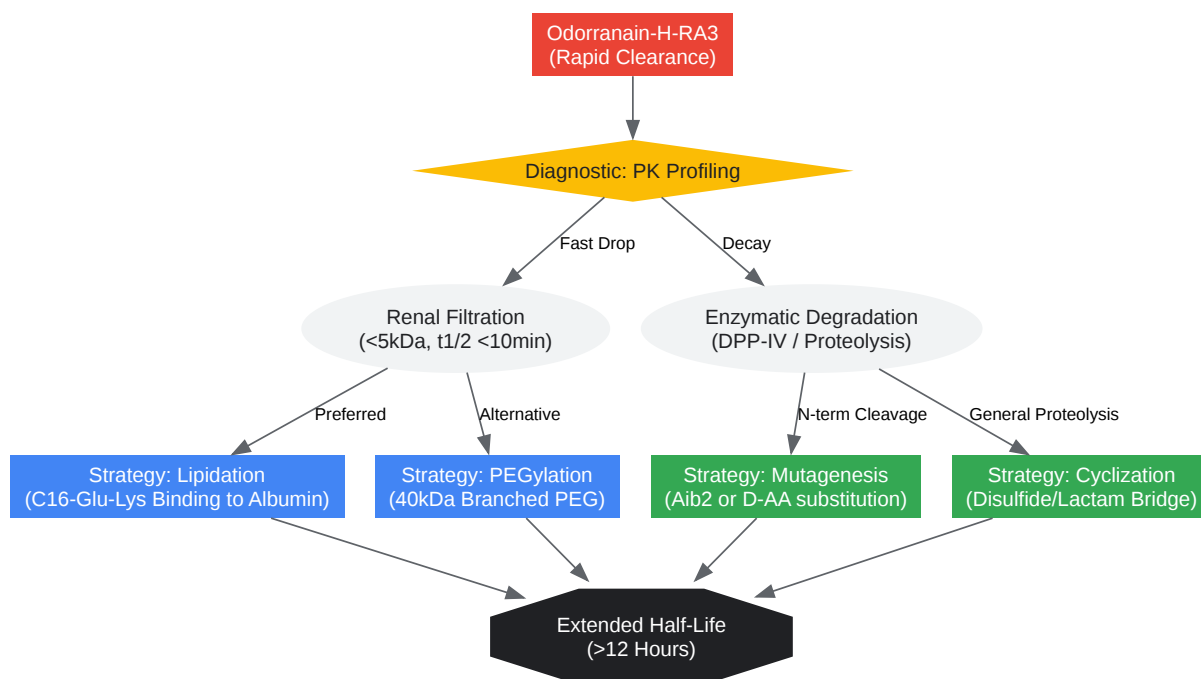 Odorranain-H-RA3
(Rapid Clearance)
Diagnostic: PK Profiling
Fast Drop
Decay
Renal Filtration
(<5kDa, t1/2 <10min)
Enzymatic Degradation
(DPP-IV / Proteolysis)
Preferred
Alternative
N-term Cleavage
General Proteolysis
Strategy: Lipidation
(C16-Glu-Lys Binding to Albumin)
Strategy: PEGylation
(40kDa Branched PEG)
Strategy: Mutagenesis
(Aib2 or D-AA substitution)
Strategy: Cyclization
(Disulfide/Lactam Bridge)
Extended Half-Life
(>12 Hours)